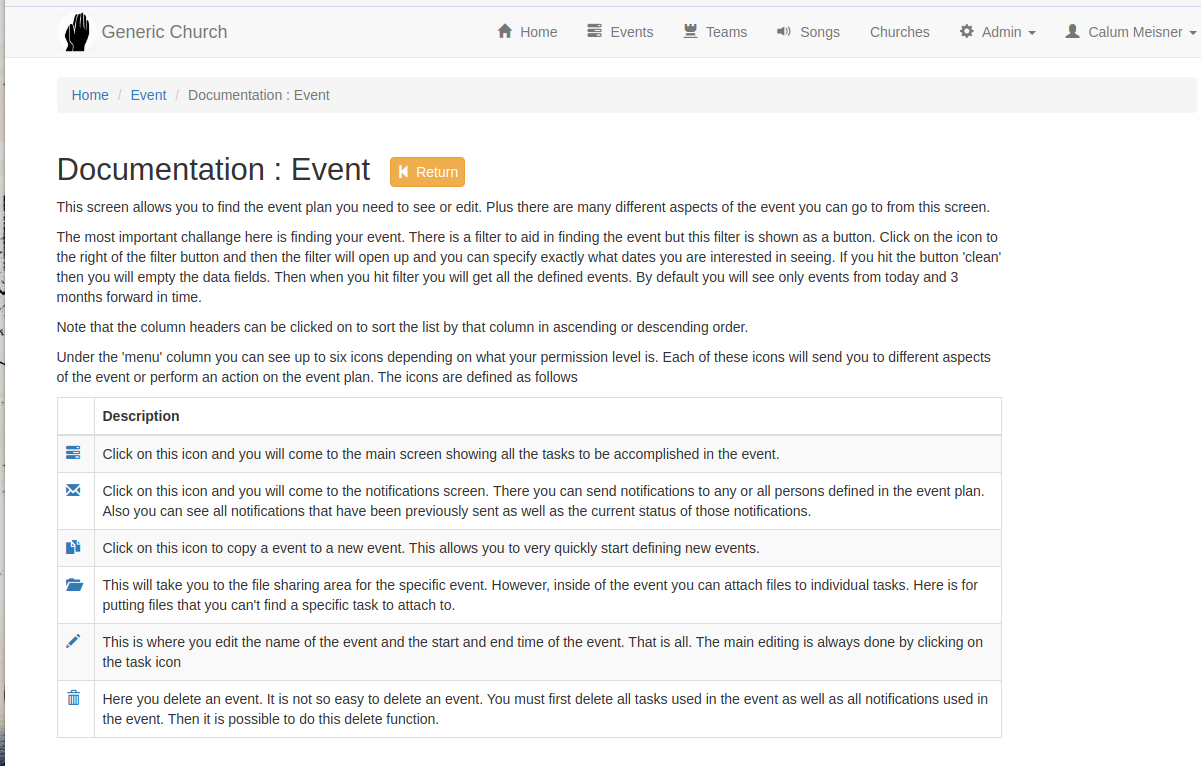 Generic Church
Home
Events
Teams
Songs
Churches
Admin
Calum Meisner
Home / Event / Documentation : Event
Documentation : Event
Return
This screen allows you to find the event plan you need to see or edit. Plus there are many different aspects of the event you can go to from this screen.
The most important challange here is finding your event. There is a filter to aid in finding the event but this filter is shown as a button. Click on the icon to
the right of the filter button and then the filter will open up and you can specify exactly what dates you are interested in seeing. If you hit the button 'clean'
then you will empty the data fields. Then when you hit filter you will get all the defined events. By default you will see only events from today and 3
months forward in time.
Note that the column headers can be clicked on to sort the list by that column in ascending or descending order.
Under the 'menu' column you can see up to six icons depending on what your permission level is. Each of these icons will send you to different aspects
of the event or perform an action on the event plan. The icons are defined as follows
Description
Click on this icon and you will come to the main screen showing all the tasks to be accomplished in the event.
Click on this icon and you will come to the notifications screen. There you can send notifications to any or all persons defined in the event plan.
Also you can see all notifications that have been previously sent as well as the current status of those notifications.
Click on this icon to copy a event to a new event. This allows you to very quickly start defining new events.
This will take you to the file sharing area for the specific event. However, inside of the event you can attach files to individual tasks. Here is for
putting files that you can't find a specific task to attach to.
This is where you edit the name of the event and the start and end time of the event. That is all. The main editing is always done by clicking on
the task icon
Here you delete an event. It is not so easy to delete an event. You must first delete all tasks used in the event as well as all notifications used in
the event. Then it is possible to do this delete function.